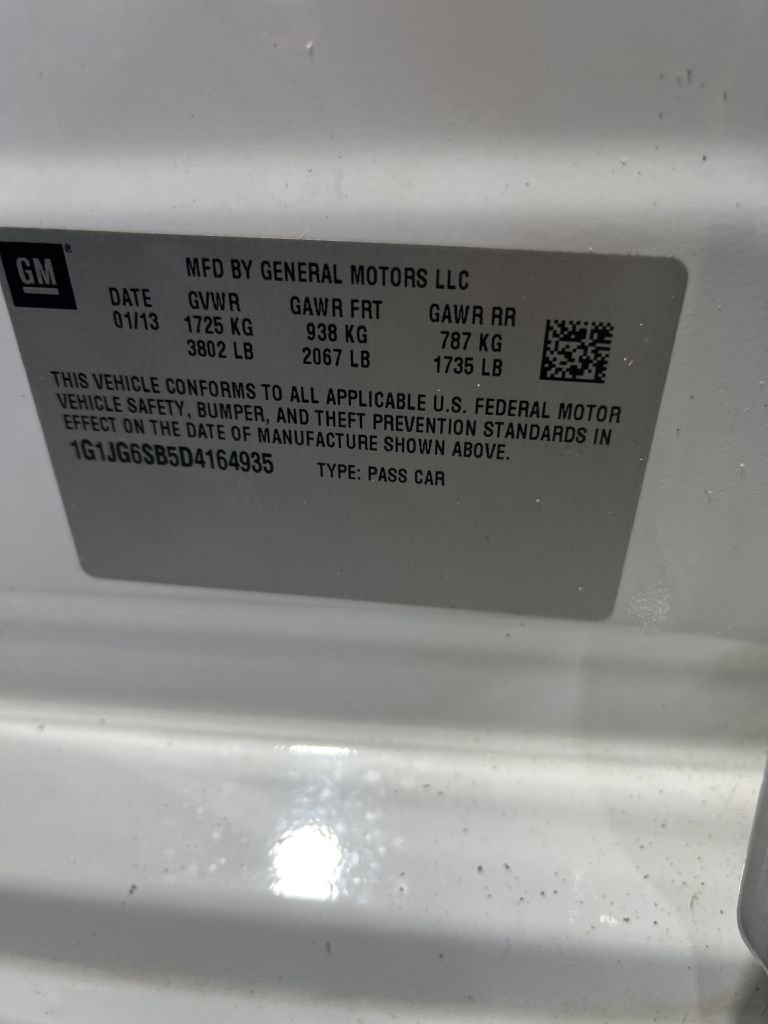 GM®
MFD BY GENERAL MOTORS LLC
DATE GVWR GAWR FRT GAWR RR
01/13 1725 KG 938 KG 787 KG
3802 LB 2067 LB 1735 LB
THIS VEHICLE CONFORMS TO ALL APPLICABLE U.S. FEDERAL MOTOR
VEHICLE SAFETY, BUMPER, AND THEFT PREVENTION STANDARDS IN
EFFECT ON THE DATE OF MANUFACTURE SHOWN ABOVE.
1G1JG6SB5D4164935 TYPE: PASS CAR